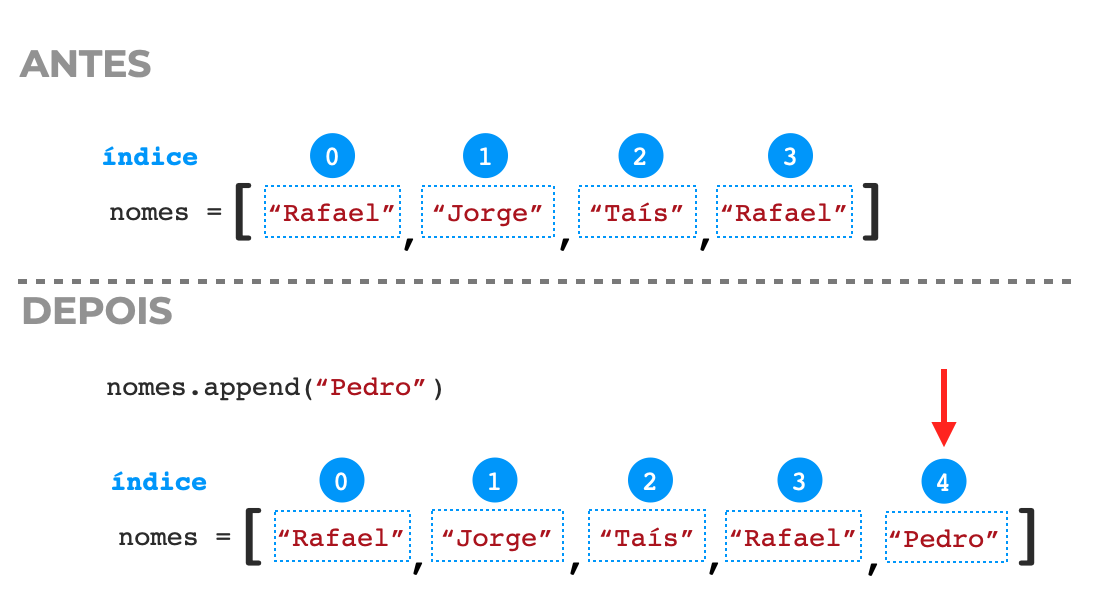 ANTES
índice 0 1 2 3
nomes = [ “Rafael”, “Jorge”, “Taís”, “Rafael” ]
DEPOIS
nomes.append(“Pedro”)
índice 0 1 2 3 4
nomes = [ “Rafael”, “Jorge”, “Taís”, “Rafael”, “Pedro” ]